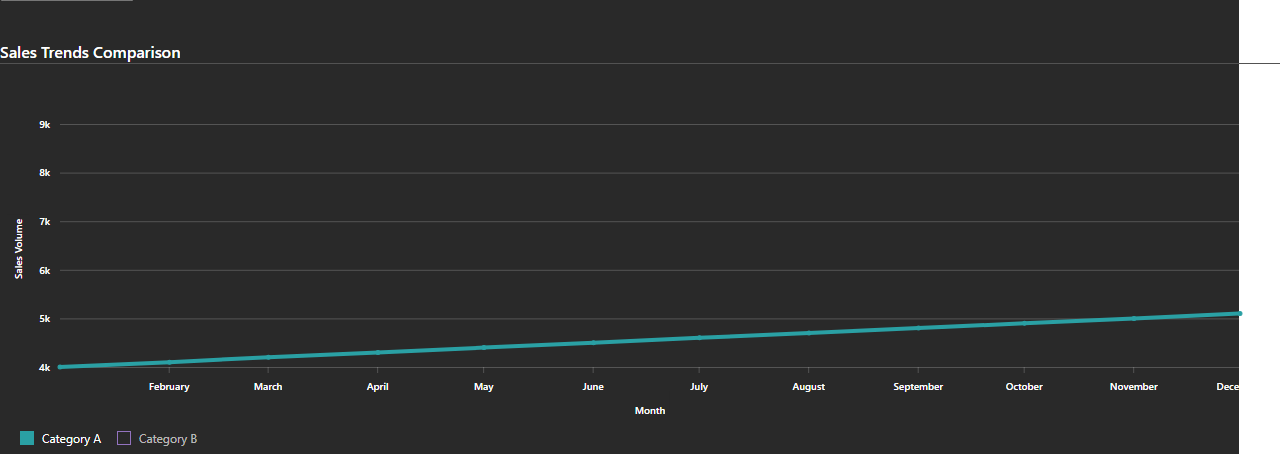 Sales Trends Comparison
9k
8k
7k
6k
5k
4k
Sales Volume
February March April May June July August September October November Dece
Month
Category A Category B